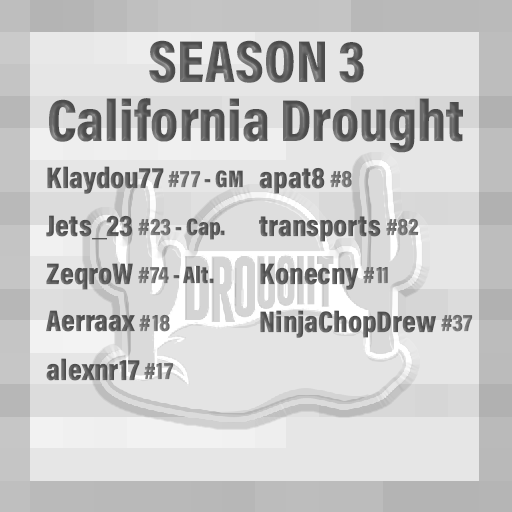 SEASON 3
California Drought
Klaydou77 #77 - GM
Jets_23 #23 - Cap.
ZeqroW #74 - Alt.
Aerraax #18
alexnr17 #17
apat8 #8
transports #82
Konecny #11
NinjaChopDrew #37
DROUGHT